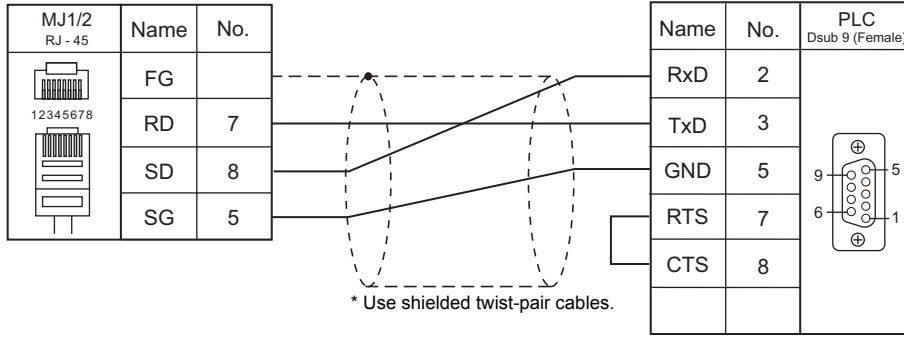 MJ1/2
RJ - 45
Name
No.
12345678
FG
RD 7
SD 8
SG 5
* Use shielded twist-pair cables.
Name
No.
PLC
Dsub 9 (Female)
RxD 2
TxD 3
GND 5
RTS 7
CTS 8
9
5
6
1